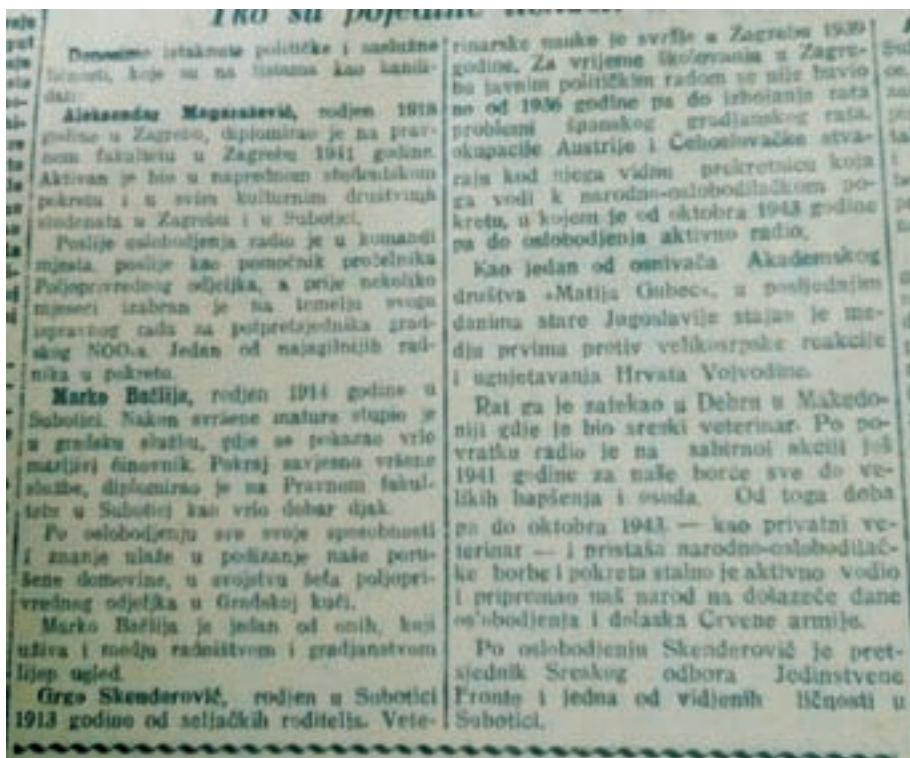 Tko su pojedine
Donosimo istaknute političke i zaslužne
ličnosti, koje su na listama kao kandi-
dati:
Aleksandar Magarašević, rodjen 1918
godine u Zagrebu, diplomirao je na prav-
nom fakultetu u Zagrebu 1941 godine.
Aktivan je bio u naprednom studentskom
pokretu i u svim kulturnim društvima
studenata u Zagrebu i u Subotici.
Poslije oslobodjenja radio je u komandi
mjesta, poslije kao pomoćnik pročelnika
Poljoprivrednog odjeljka, a prije nekoliko
mjeseci izabran je na temelju svoga
ispravnog rada za potpretsjednika grad-
skog NOO-a. Jedan od najagilnijih rad-
nika u pokretu.
Marko Bačlija, rodjen 1914 godine u
Subotici. Nakon svršene mature stupio je
u gradsku službu, gdje se pokazao vrlo
marljivi činovnik. Pokraj savjesno vršene
službe, diplomirao je na Pravnom fakul-
tetu u Subotici kao vrlo dobar djak.
Po oslobodjenju sve svoje sposobnosti
i znanje ulaže u podizanje naše poru-
šene domovine, u svojstvu šefa poljopri-
vrednog odjeljka u Gradskoj kući.
Marko Bačlija je jedan od onih, koji
uživa i medju radništvom i gradjanstvom
lijep ugled.
Grgo Skenderović, rodjen u Subotici
1913 godine od seljačkih roditelja. Vete-
rinarske nauke je svršio u Zagrebu 1939
godine. Za vrijeme školovanja u Zagre-
bu javnim političkim radom se nije bavio
no od 1936 godine pa do izbijanja rata
problemi španskog gradjanskog rata,
okupacije Austrije i Čehoslovačke stva-
raju kod njega vidnu prekretnicu koja
ga vodi k narodno-oslobodilačkom po-
kretu, u kojem je od oktobra 1943 godine
pa do oslobodjenja aktivno radio.
Kao jedan od osnivača Akademskog
društva »Matija Gubec«, u posljednjim
danima stare Jugoslavije stajao je me-
dju prvima protiv velikosrpske reakcije
i ugnjetavanja Hrvata Vojvodine.
Rat ga je zatekao u Debru u Makedo-
niji gdje je bio sreski veterinar. Po po-
vratku radio je na sabirnoj akciji još
1941 godine za naše borce sve do ve-
likih hapšenja i osuda. Od toga doba
pa do oktobra 1943 — kao privatni ve-
terinar — i pristaša narodno-oslobodilač-
ke borbe i pokreta stalno je aktivno vodio
i pripremao naš narod na dolazeće dane
os'obodjenja i dolaska Crvene armije.
Po oslobodjenju Skenderović je pret-
sjednik Sreskog odbora Jedinstvene
Fronte i jedna od vidjenih ličnosti u
Subotici.